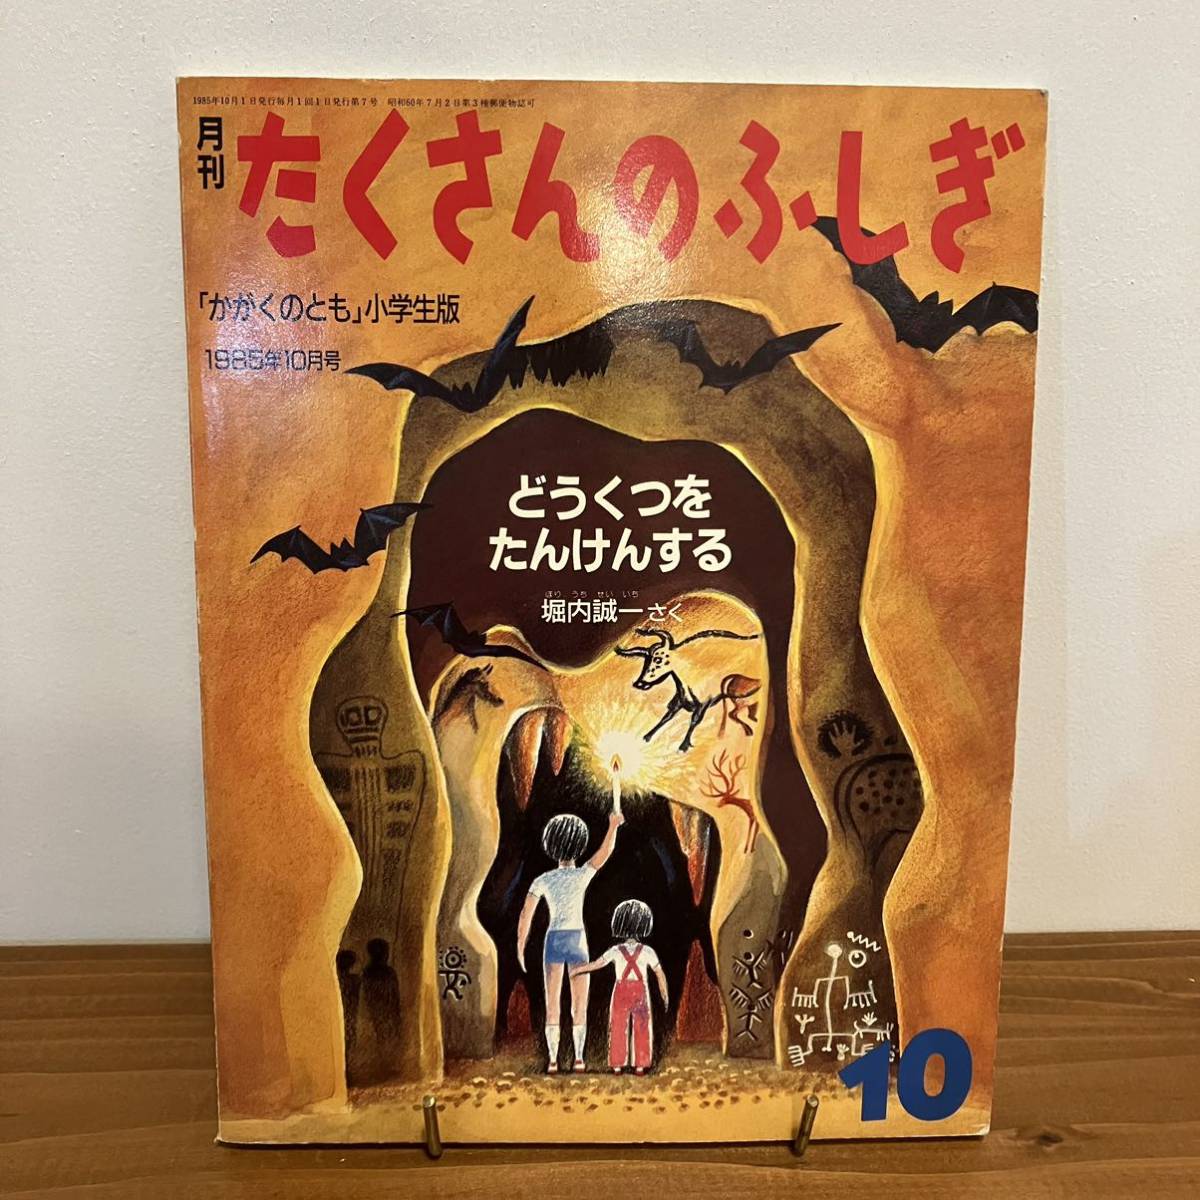 1985年10月1日発行毎月1回1日発行第7号 昭和60年7月2日第3種郵便物認可
月刊
たくさんのふしぎ
「かがくのとも」小学生版
1985年10月号
どうくつを
たんけんする
ほり うち せい いち
堀内誠一さく
10